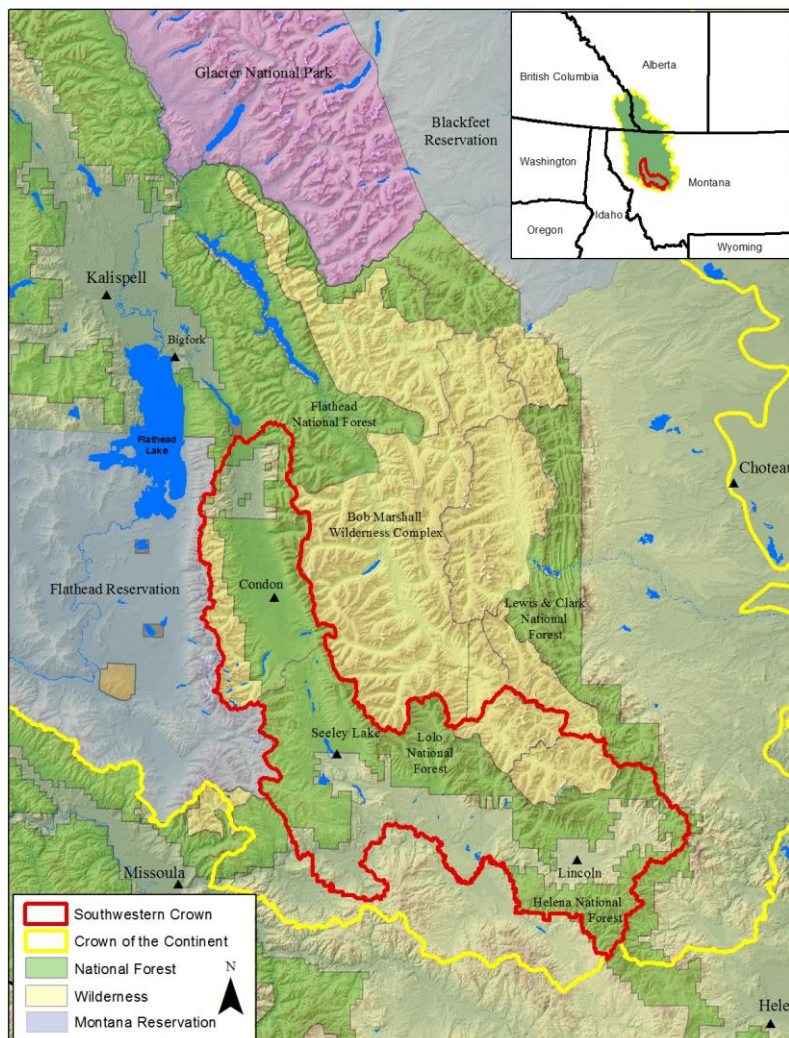 Glacier National Park
Blackfeet
Reservation
British Columbia
Alberta
Washington
Montana
Idaho
Oregon
Wyoming
Kalispell
Bigfork
Flathead
Lake
Flathead
National Forest
Choteau
Bob Marshall
Wilderness Complex
Flathead Reservation
Condon
Lewis & Clark
National
Forest
Seeley Lake
Lolo
National
Forest
Missoula
Lincoln
Helena National
Forest
Southwestern Crown
Crown of the Continent
National Forest
Wilderness
Montana Reservation
N
Hele